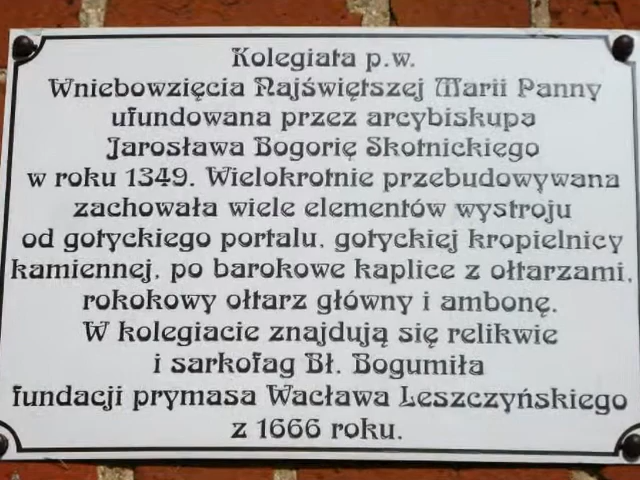 Kolegiata p.w.
Wniebowzięcia Najświętszej Marii Panny
ufundowana przez arcybiskupa
Jarosława Bogorię Skotnickiego
w roku 1349. Wielokrotnie przebudowywana
zachowała wiele elementów wystroju
od gotyckiego portalu, gotyckiej kropielnicy
kamiennej, po barokowe kaplice z ołtarzami,
rokokowy ołtarz główny i ambonę.
W kolegiacie znajdują się relikwie
i sarkofag Bł. Bogumiła
fundacji prymasa Wacława Leszczyńskiego
z 1666 roku.